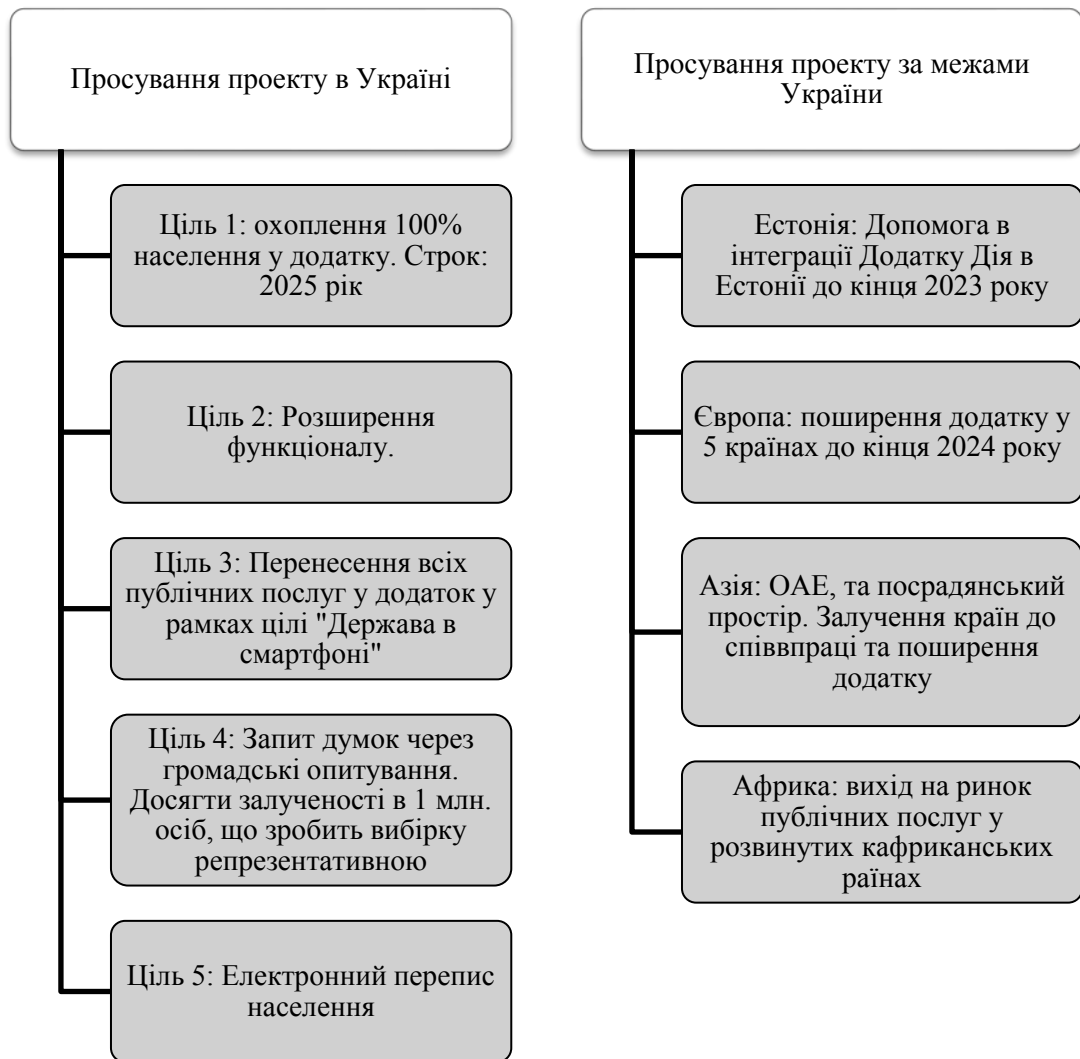 Просування проекту в Україні
Ціль 1: охоплення 100%
населення у додатку. Строк:
2025 рік
Ціль 2: Розширення
функціоналу.
Ціль 3: Перенесення всіх
публічних послуг у додаток у
рамках цілі "Держава в
смартфоні"
Ціль 4: Запит думок через
громадські опитування.
Досягти залученості в 1 млн.
осіб, що зробить вибірку
репрезентативною
Ціль 5: Електронний перепис
населення
Просування проекту за межами
України
Естонія: Допомога в
інтеграції Додатку Дія в
Естонії до кінця 2023 року
Європа: поширення додатку у
5 країнах до кінця 2024 року
Азія: ОАЕ, та посрадянський
простір. Залучення країн до
співвпраці та поширення
додатку
Африка: вихід на ринок
публічних послуг у
розвинутих кафриканських
раїнах